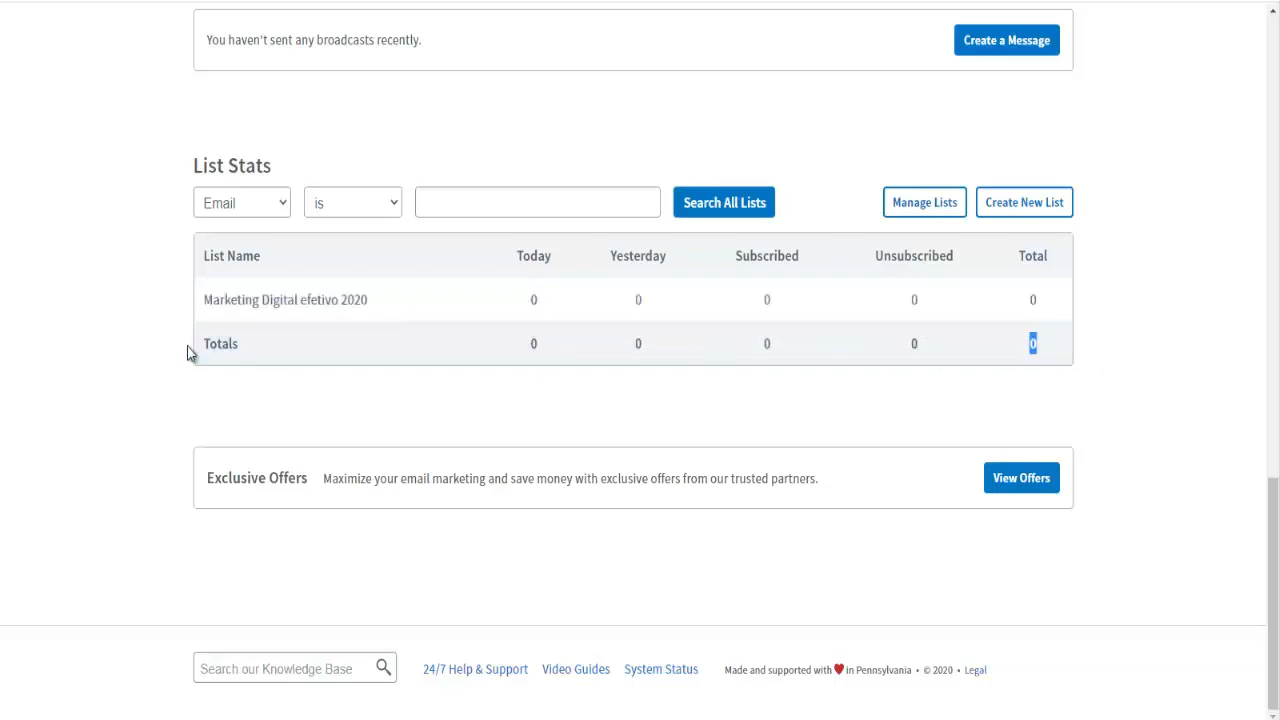 You haven't sent any broadcasts recently.
Create a Message
List Stats
Email
is
Search All Lists
Manage Lists
Create New List
List Name Today Yesterday Subscribed Unsubscribed Total
Marketing Digital efetivo 2020 0 0 0 0 0
Totals 0 0 0 0 0
Exclusive Offers Maximize your email marketing and save money with exclusive offers from our trusted partners.
View Offers
Search our Knowledge Base
24/7 Help & Support
Video Guides
System Status
Made and supported with ❤ in Pennsylvania • © 2020 • Legal